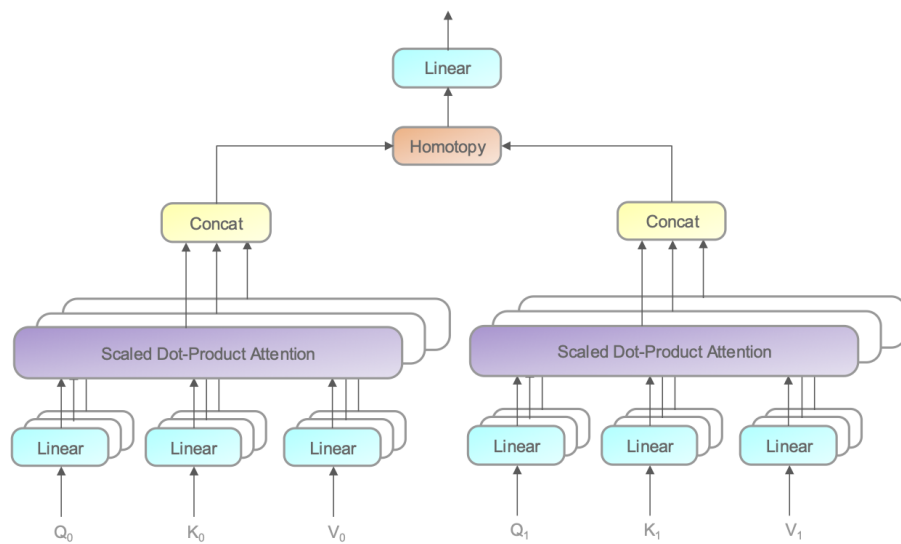 Linear
Homotopy
Concat
Concat
Scaled Dot-Product Attention
Scaled Dot-Product Attention
Linear
Linear
Linear
Linear
Linear
Linear
Q₀
K₀
V₀
Q₁
K₁
V₁